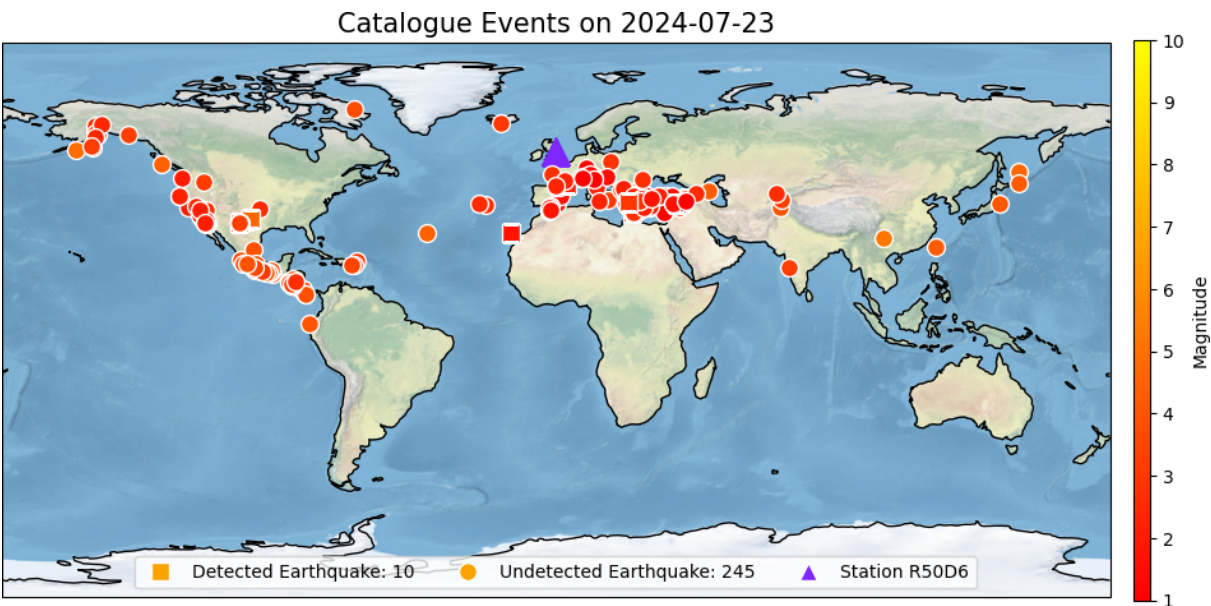 Catalogue Events on 2024-07-23
10
9
8
7
6
5
4
3
2
1
Magnitude
Detected Earthquake: 10
Undetected Earthquake: 245
Station R50D6